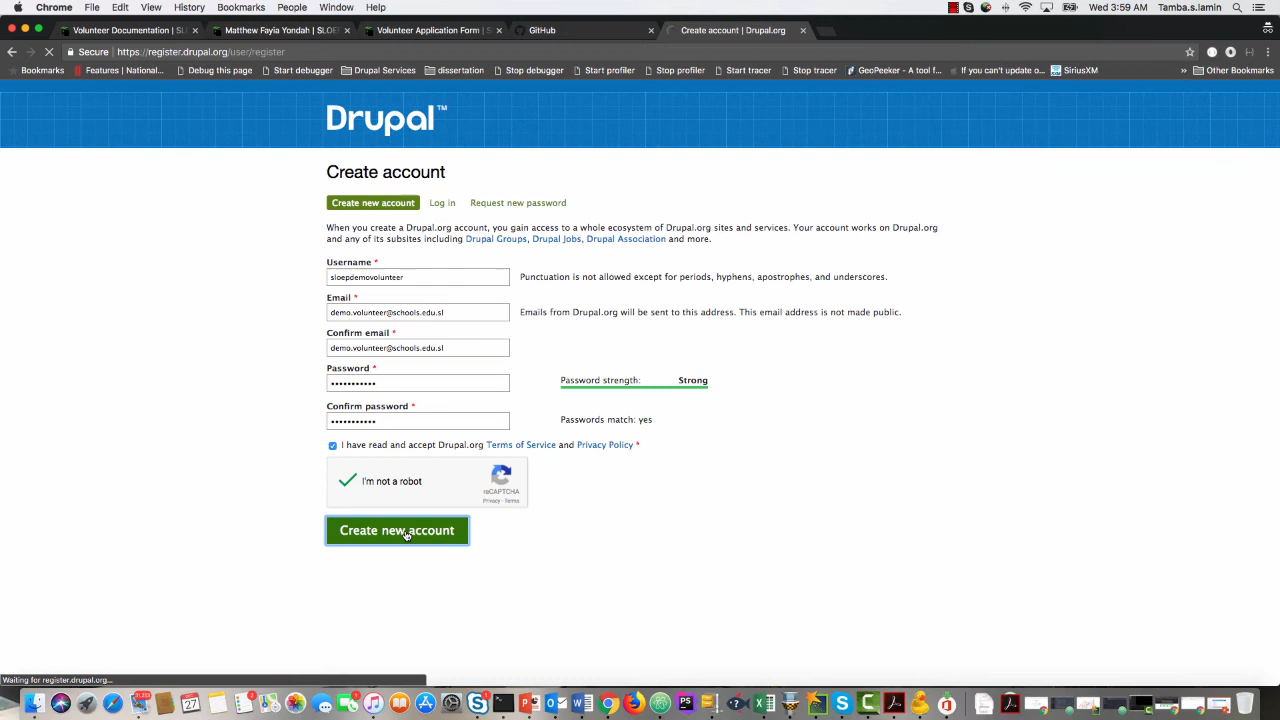 Chrome File Edit View History Bookmarks People Window Help Wed 3:59 AM Tamba.s.lamin
Volunteer Documentation | SL Matthew Fayia Yondah | SLOE Volunteer Application Form | S GitHub Create account | Drupal.org
Secure https://register.drupal.org/user/register
Bookmarks Features | National... Debug this page Start debugger Drupal Services dissertation Stop debugger Start profiler Stop profiler Start tracer Stop tracer GeoPeeker - A tool f... If you can't update o... SiriusXM » Other Bookmarks
Drupal™
Create account
Create new account Log in Request new password
When you create a Drupal.org account, you gain access to a whole ecosystem of Drupal.org sites and services. Your account works on Drupal.org
and any of its subsites including Drupal Groups, Drupal Jobs, Drupal Association and more.
Username *
sloepdemovolunteer Punctuation is not allowed except for periods, hyphens, apostrophes, and underscores.
Email *
demo.volunteer@schools.edu.sl Emails from Drupal.org will be sent to this address. This email address is not made public.
Confirm email *
demo.volunteer@schools.edu.sl
Password *
••••••••••• Password strength: Strong
Confirm password *
••••••••••• Passwords match: yes
I have read and accept Drupal.org Terms of Service and Privacy Policy *
I'm not a robot
reCAPTCHA
Privacy - Terms
Create new account
Waiting for register.drupal.org...